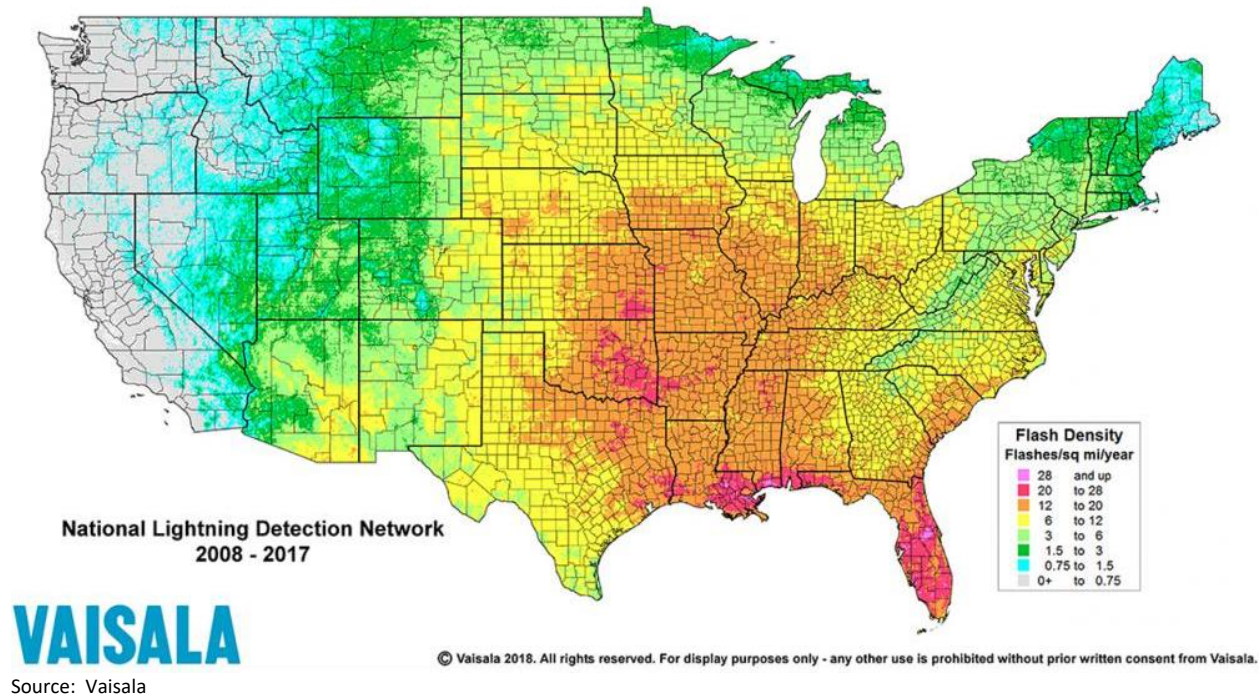 Flash Density
Flashes/sq mi/year
28 and up
20 to 28
12 to 20
6 to 12
3 to 6
1.5 to 3
0.75 to 1.5
0+ to 0.75
National Lightning Detection Network
2008 - 2017
VAISALA
© Vaisala 2018. All rights reserved. For display purposes only - any other use is prohibited without prior written consent from Vaisala.
Source: Vaisala